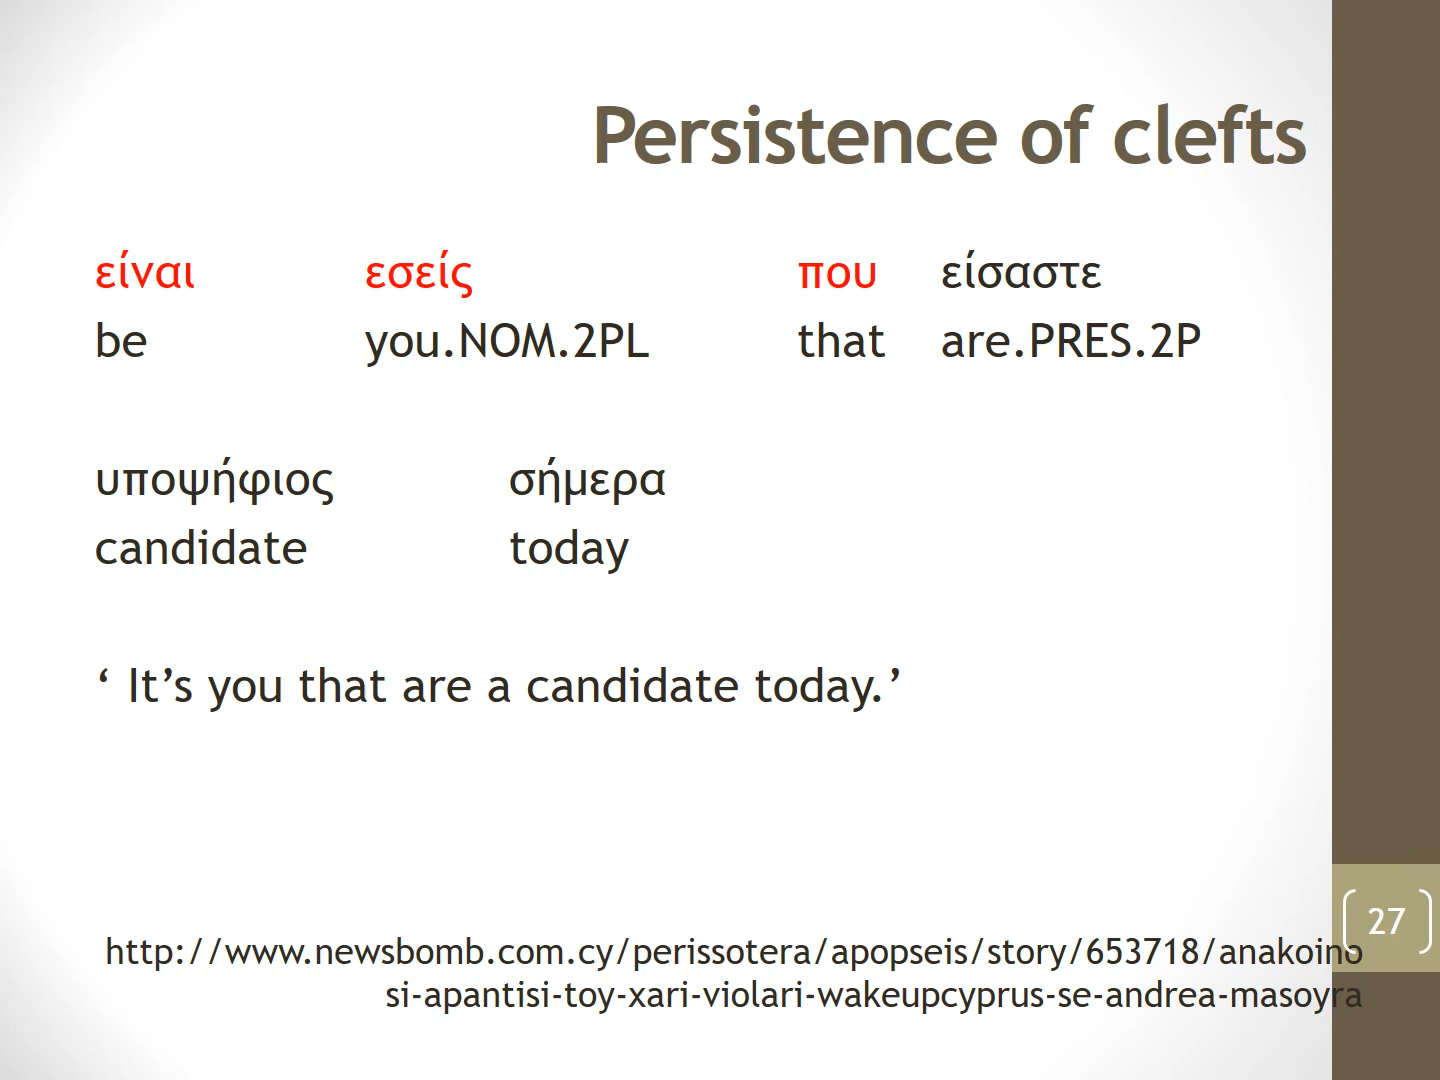 Persistence of clefts
είναι εσείς που είσαστε
be you.NOM.2PL that are.PRES.2P
υποψήφιος σήμερα
candidate today
‘ It’s you that are a candidate today.’
27
http://www.newsbomb.com.cy/perissotera/apopseis/story/653718/anakoino
si-apantisi-toy-xari-violari-wakeupcyprus-se-andrea-masoyra